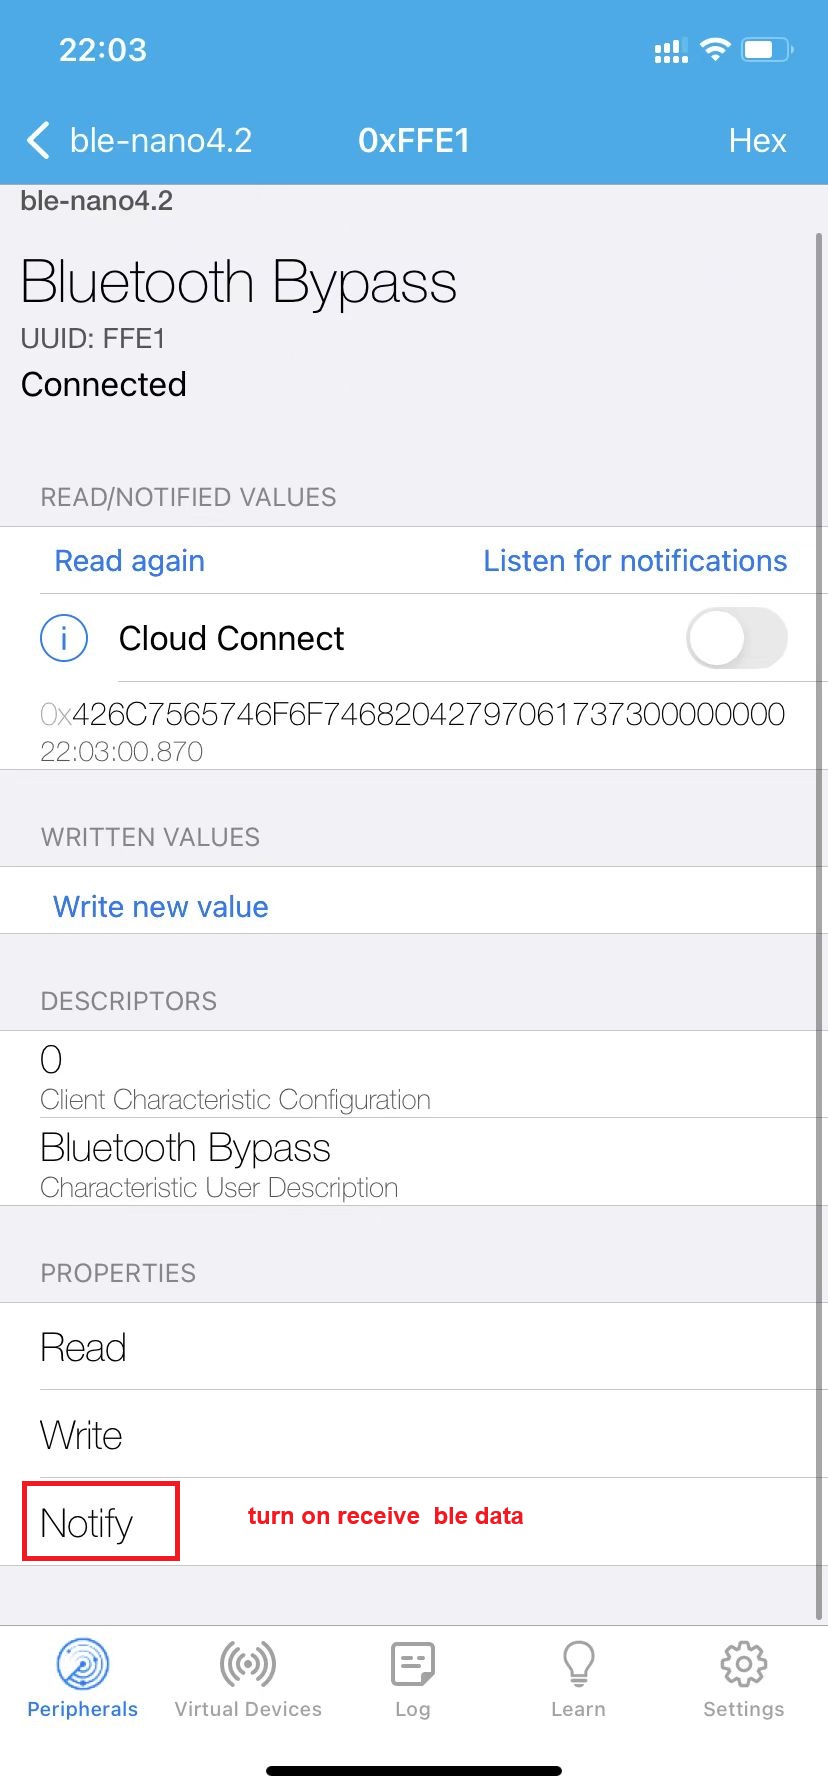 22:03
ble-nano4.2
0xFFE1
Hex
ble-nano4.2
Bluetooth Bypass
UUID: FFE1
Connected
READ/NOTIFIED VALUES
Read again
Listen for notifications
Cloud Connect
0x426C7565746F6F7468204279706173730000000​0
22:03:00.870
WRITTEN VALUES
Write new value
DESCRIPTORS
0
Client Characteristic Configuration
Bluetooth Bypass
Characteristic User Description
PROPERTIES
Read
Write
Notify
turn on receive ble data
Peripherals
Virtual Devices
Log
Learn
Settings